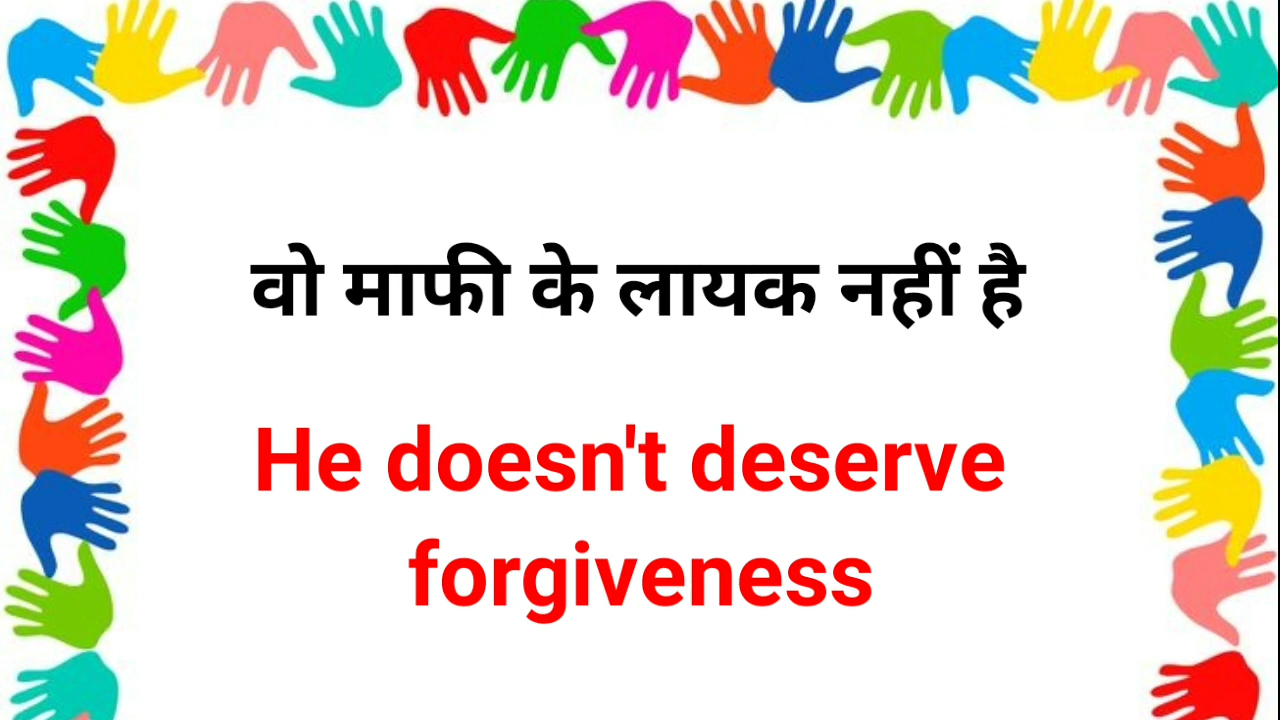 वो माफी के लायक नहीं है
He doesn't deserve
forgiveness